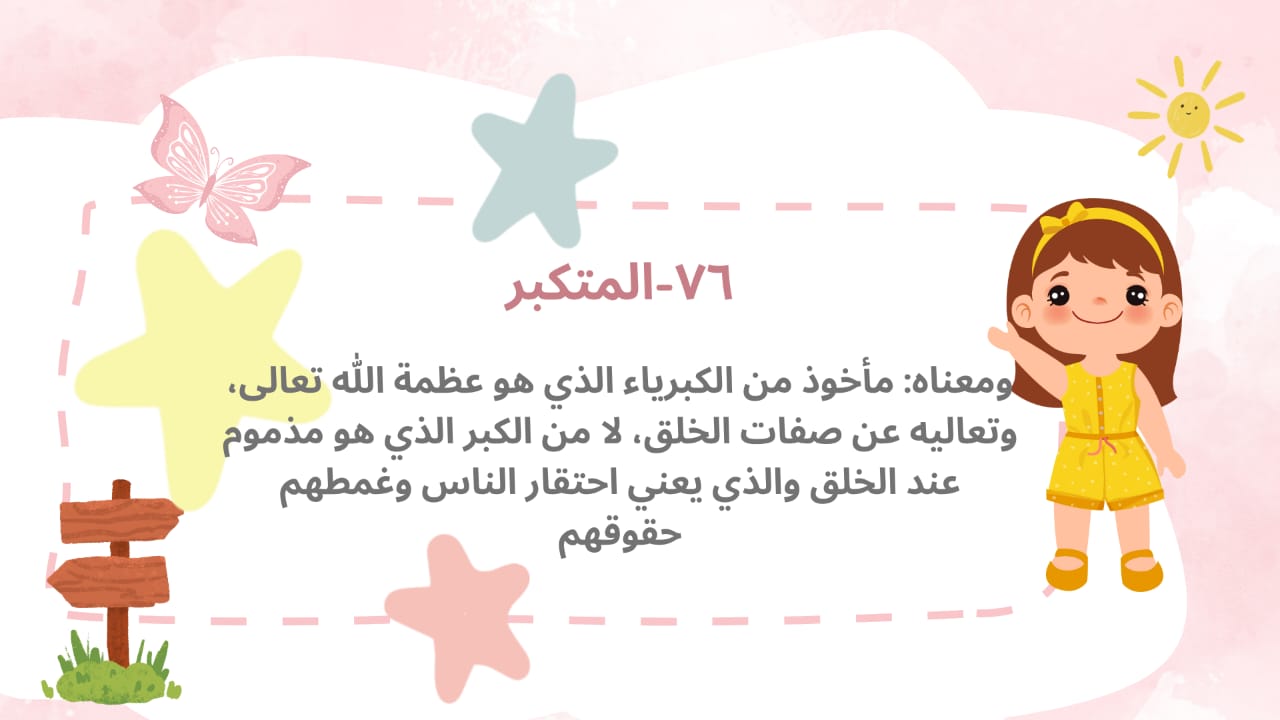 ٧٦-المتكبر
ومعناه: مأخوذ من الكبرياء الذي هو عظمة الله تعالى،
وتعاليه عن صفات الخلق، لا من الكبر الذي هو مذموم
عند الخلق والذي يعني احتقار الناس وغمطهم
حقوقهم